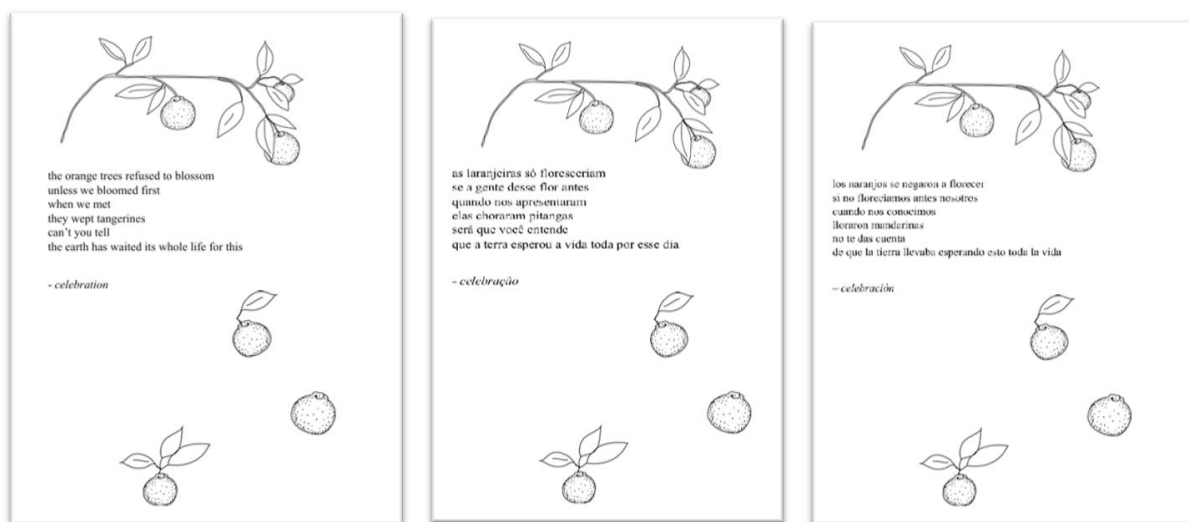 the orange trees refused to blossom
unless we bloomed first
when we met
they wept tangerines
can't you tell
the earth has waited its whole life for this
- celebration
as laranjeiras só floresceriam
se a gente desse flor antes
quando nos apresentaram
elas choraram pitangas
será que você entende
que a terra esperou a vida toda por esse dia
- celebração
los naranjos se negaron a florecer
si no florecíamos antes nosotros
cuando nos conocimos
lloraron mandarinas
no te das cuenta
de que la tierra llevaba esperando esto toda la vida
– celebración